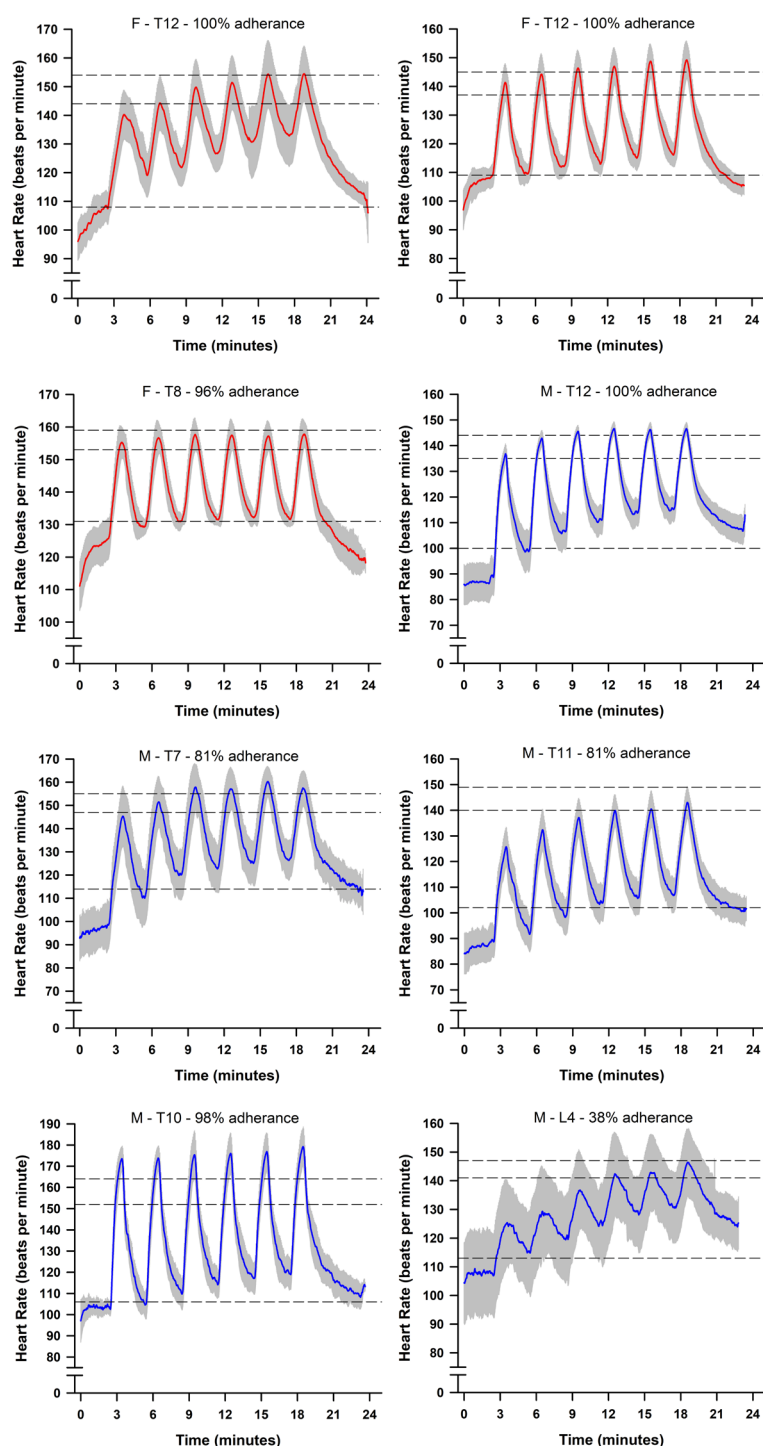 F - T12 - 100% adherance
Heart Rate (beats per minute)
170
160
150
140
130
120
110
100
90
0
0 3 6 9 12 15 18 21 24
Time (minutes)
F - T12 - 100% adherance
Heart Rate (beats per minute)
160
150
140
130
120
110
100
90
80
0
0 3 6 9 12 15 18 21 24
Time (minutes)
F - T8 - 96% adherance
Heart Rate (beats per minute)
170
160
150
140
130
120
110
100
0
0 3 6 9 12 15 18 21 24
Time (minutes)
M - T12 - 100% adherance
Heart Rate (beats per minute)
160
150
140
130
120
110
100
90
80
70
0
0 3 6 9 12 15 18 21 24
Time (minutes)
M - T7 - 81% adherance
Heart Rate (beats per minute)
170
160
150
140
130
120
110
100
90
80
70
0
0 3 6 9 12 15 18 21 24
Time (minutes)
M - T11 - 81% adherance
Heart Rate (beats per minute)
160
150
140
130
120
110
100
90
80
70
0
0 3 6 9 12 15 18 21 24
Time (minutes)
M - T10 - 98% adherance
Heart Rate (beats per minute)
190
180
170
160
150
140
130
120
110
100
90
80
0
0 3 6 9 12 15 18 21 24
Time (minutes)
M - L4 - 38% adherance
Heart Rate (beats per minute)
160
150
140
130
120
110
100
90
80
0
0 3 6 9 12 15 18 21 24
Time (minutes)